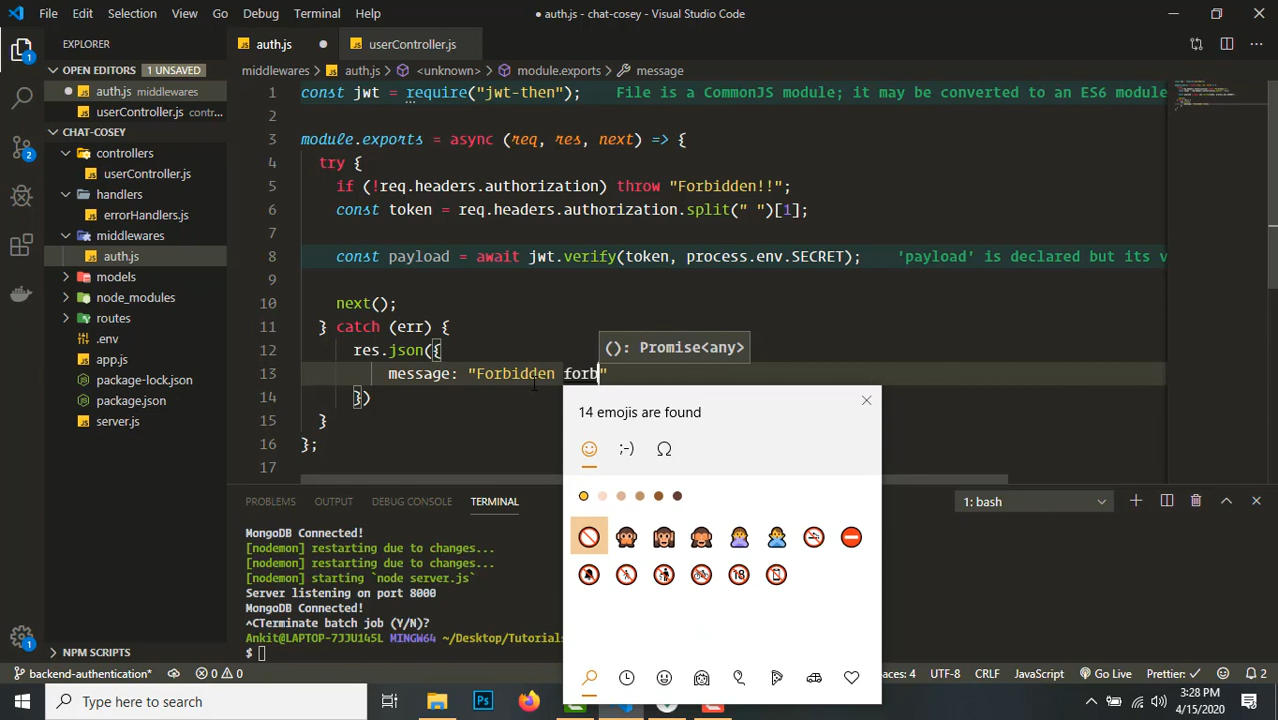 File Edit Selection View Go Debug Terminal Help
● auth.js - chat-cosey - Visual Studio Code
EXPLORER
OPEN EDITORS 1 UNSAVED
auth.js middlewares
userController.js controllers
CHAT-COSEY
controllers
userController.js
handlers
errorHandlers.js
middlewares
auth.js
models
node_modules
routes
.env
app.js
package-lock.json
package.json
server.js
NPM SCRIPTS
auth.js ●
userController.js
middlewares > auth.js > <unknown> > module.exports > message
1 const jwt = require("jwt-then"); File is a CommonJS module; it may be converted to an ES6 module
2
3 module.exports = async (req, res, next) => {
4 try {
5 if (!req.headers.authorization) throw "Forbidden!!";
6 const token = req.headers.authorization.split(" ")[1];
7
8 const payload = await jwt.verify(token, process.env.SECRET); 'payload' is declared but its v
9
10 next();
11 } catch (err) {
12 res.json({
(): Promise<any>
13 message: "Forbidden forb"
14 })
15 }
16 };
17
14 emojis are found
;-) Ω
18
PROBLEMS OUTPUT DEBUG CONSOLE TERMINAL
1: bash
MongoDB Connected!
[nodemon] restarting due to changes...
[nodemon] restarting due to changes...
[nodemon] starting `node server.js`
Server listening on port 8000
MongoDB Connected!
^CTerminate batch job (Y/N)?
Ankit@LAPTOP-7JJU145L MINGW64 ~/Desktop/Tutorials
$
backend-authentication* 0 0
paces: 4 UTF-8 CRLF JavaScript Go Live Prettier: ✓ 2
Type here to search
Ps
3:28 PM
4/15/2020